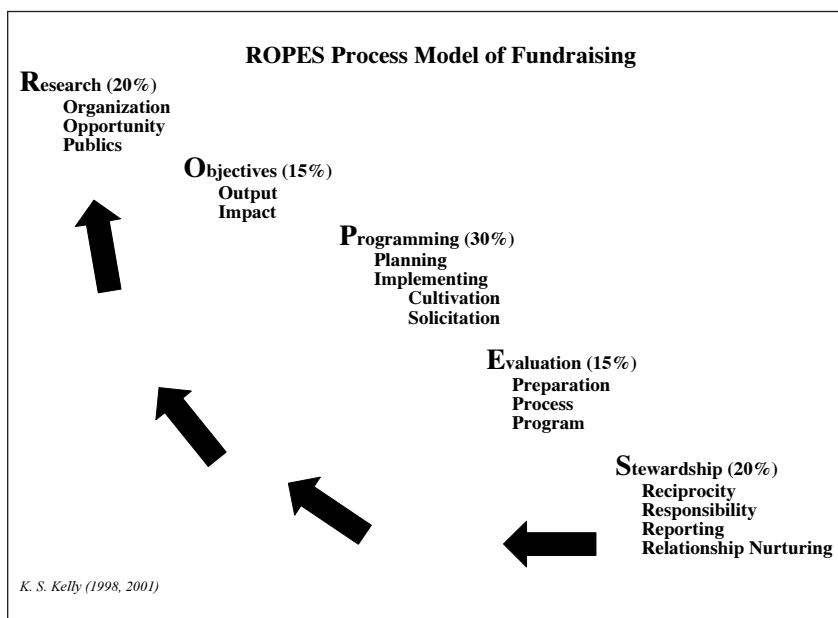 ROPES Process Model of Fundraising
Research (20%)
Organization
Opportunity
Publics
Objectives (15%)
Output
Impact
Programming (30%)
Planning
Implementing
Cultivation
Solicitation
Evaluation (15%)
Preparation
Process
Program
Stewardship (20%)
Reciprocity
Responsibility
Reporting
Relationship Nurturing
K. S. Kelly (1998, 2001)